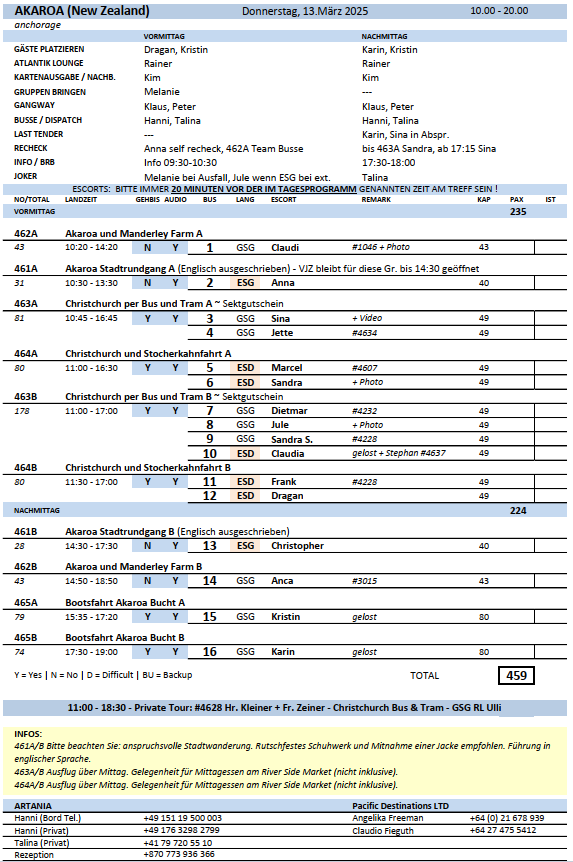 AKAROA (New Zealand) Donnerstag, 13.März 2025 10.00 - 20.00
anchorage
VORMITTAG NACHMITTAG
GÄSTE PLATZIEREN Dragan, Kristin Karin, Kristin
ATLANTIK LOUNGE Rainer Rainer
KARTENAUSGABE / NACHB. Kim Kim
GRUPPEN BRINGEN Melanie ---
GANGWAY Klaus, Peter Klaus, Peter
BUSSE / DISPATCH Hanni, Talina Hanni, Talina
LAST TENDER --- Karin, Sina in Abspr.
RECHECK Anna self recheck, 462A Team Busse bis 463A Sandra, ab 17:15 Sina
INFO / BRB Info 09:30-10:30 17:30-18:00
JOKER Melanie bei Ausfall, Jule wenn ESG bei ext. Talina
ESCORTS: BITTE IMMER 20 MINUTEN VOR DER IM TAGESPROGRAMM GENANNTEN ZEIT AM TREFF SEIN !
NO/TOTAL LANDZEIT GEHBIS AUDIO BUS LANG ESCORT REMARK KAP PAX IST
VORMITTAG 235
462A Akaroa und Manderley Farm A
43 10:20 - 14:20 N Y 1 GSG Claudi #1046 + Photo 43
461A Akaroa Stadtrundgang A (Englisch ausgeschrieben) - VJZ bleibt für diese Gr. bis 14:30 geöffnet
31 10:30 - 13:30 N Y 2 ESG Anna 40
463A Christchurch per Bus und Tram A ~ Sektgutschein
81 10:45 - 16:45 Y Y 3 GSG Sina + Video 49
4 GSG Jette #4634 49
464A Christchurch und Stocherkahnfahrt A
80 11:00 - 16:30 Y Y 5 ESD Marcel #4607 49
6 ESD Sandra + Photo 49
463B Christchurch per Bus und Tram B ~ Sektgutschein
178 11:00 - 17:00 Y Y 7 GSG Dietmar #4232 49
8 GSG Jule + Photo 49
9 GSG Sandra S. #4228 49
10 ESD Claudia gelost + Stephan #4637 49
464B Christchurch und Stocherkahnfahrt B
80 11:30 - 17:00 Y Y 11 ESD Frank #4228 49
12 ESD Dragan 49
NACHMITTAG 224
461B Akaroa Stadtrundgang B (Englisch ausgeschrieben)
28 14:30 - 17:30 N Y 13 ESG Christopher 40
462B Akaroa und Manderley Farm B
43 14:50 - 18:50 N Y 14 GSG Anca #3015 43
465A Bootsfahrt Akaroa Bucht A
79 15:35 - 17:20 Y Y 15 GSG Kristin gelost 80
465B Bootsfahrt Akaroa Bucht B
74 17:30 - 19:00 Y Y 16 GSG Karin gelost 80
Y = Yes | N = No | D = Difficult | BU = Backup TOTAL 459
11:00 - 18:30 - Private Tour: #4628 Hr. Kleiner + Fr. Zeiner - Christchurch Bus & Tram - GSG RL Ulli
INFOS:
461A/B Bitte beachten Sie: anspruchsvolle Stadtwanderung. Rutschfestes Schuhwerk und Mitnahme einer Jacke empfohlen. Führung in
englischer Sprache.
463A/B Ausflug über Mittag. Gelegenheit für Mittagessen am River Side Market (nicht inklusive).
464A/B Ausflug über Mittag. Gelegenheit für Mittagessen am River Side Market (nicht inklusive).
ARTANIA Pacific Destinations LTD
Hanni (Bord Tel.) +49 151 19 500 003 Angelika Freeman +64 (0) 21 678 939
Hanni (Privat) +49 176 3298 2799 Claudio Fieguth +64 27 475 5412
Talina (Privat) +41 79 720 55 10
Rezeption +870 773 936 366